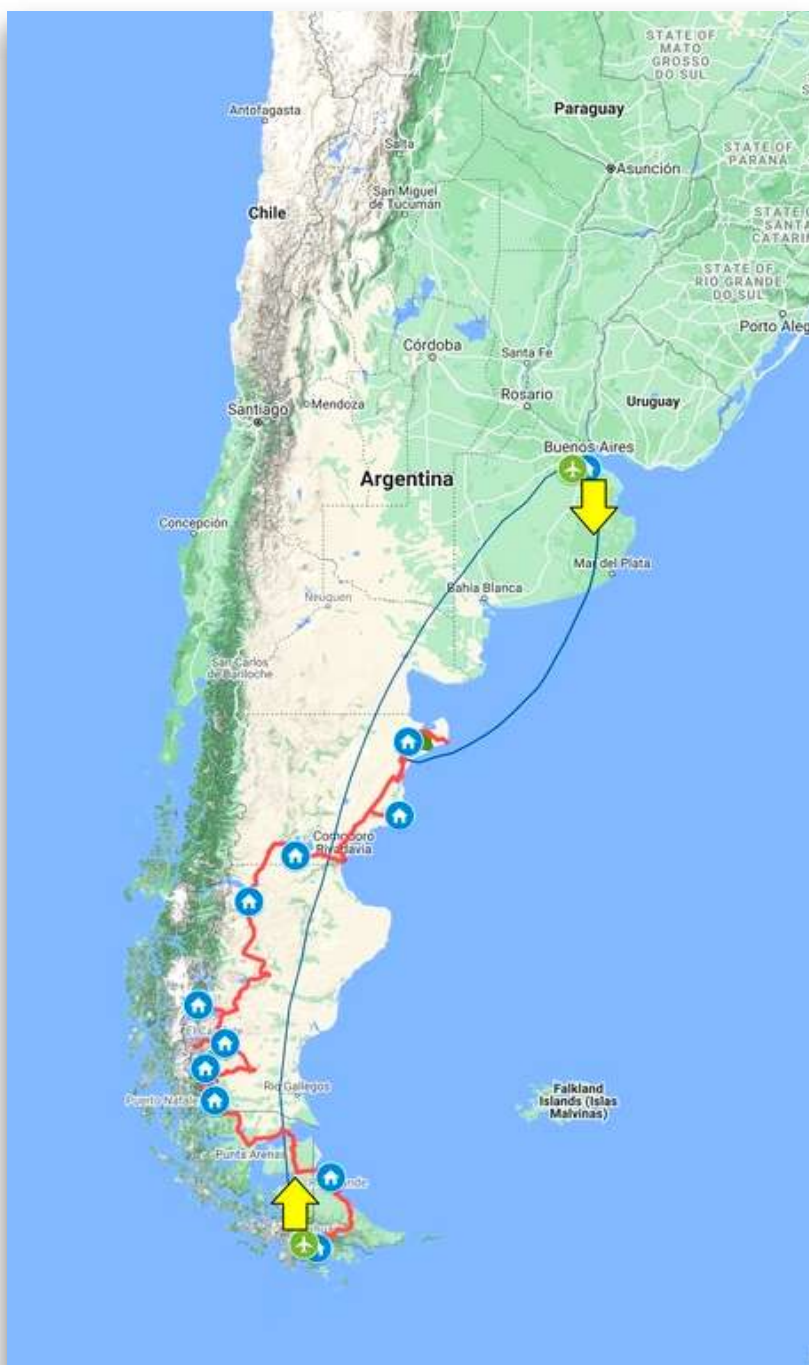 STATE OF
MATO
GROSSO
DO SUL
Antofagasta
Paraguay
Salta
Asunción
STATE OF
PARANÁ
San Miguel
de Tucumán
Chile
STATE
SANTA
CATARIN
STATE OF
RIO GRANDE
DO SUL
Porto Aleg
Córdoba
Santa Fe
Mendoza
Rosario
Santiago
Uruguay
Buenos Aires
Argentina
Concepción
Mar del Plata
Bahía Blanca
Neuquén
San Carlos
de Bariloche
Comodoro
Rivadavia
Río Gallegos
Falkland
Islands (Islas
Malvinas)
Punta Arenas